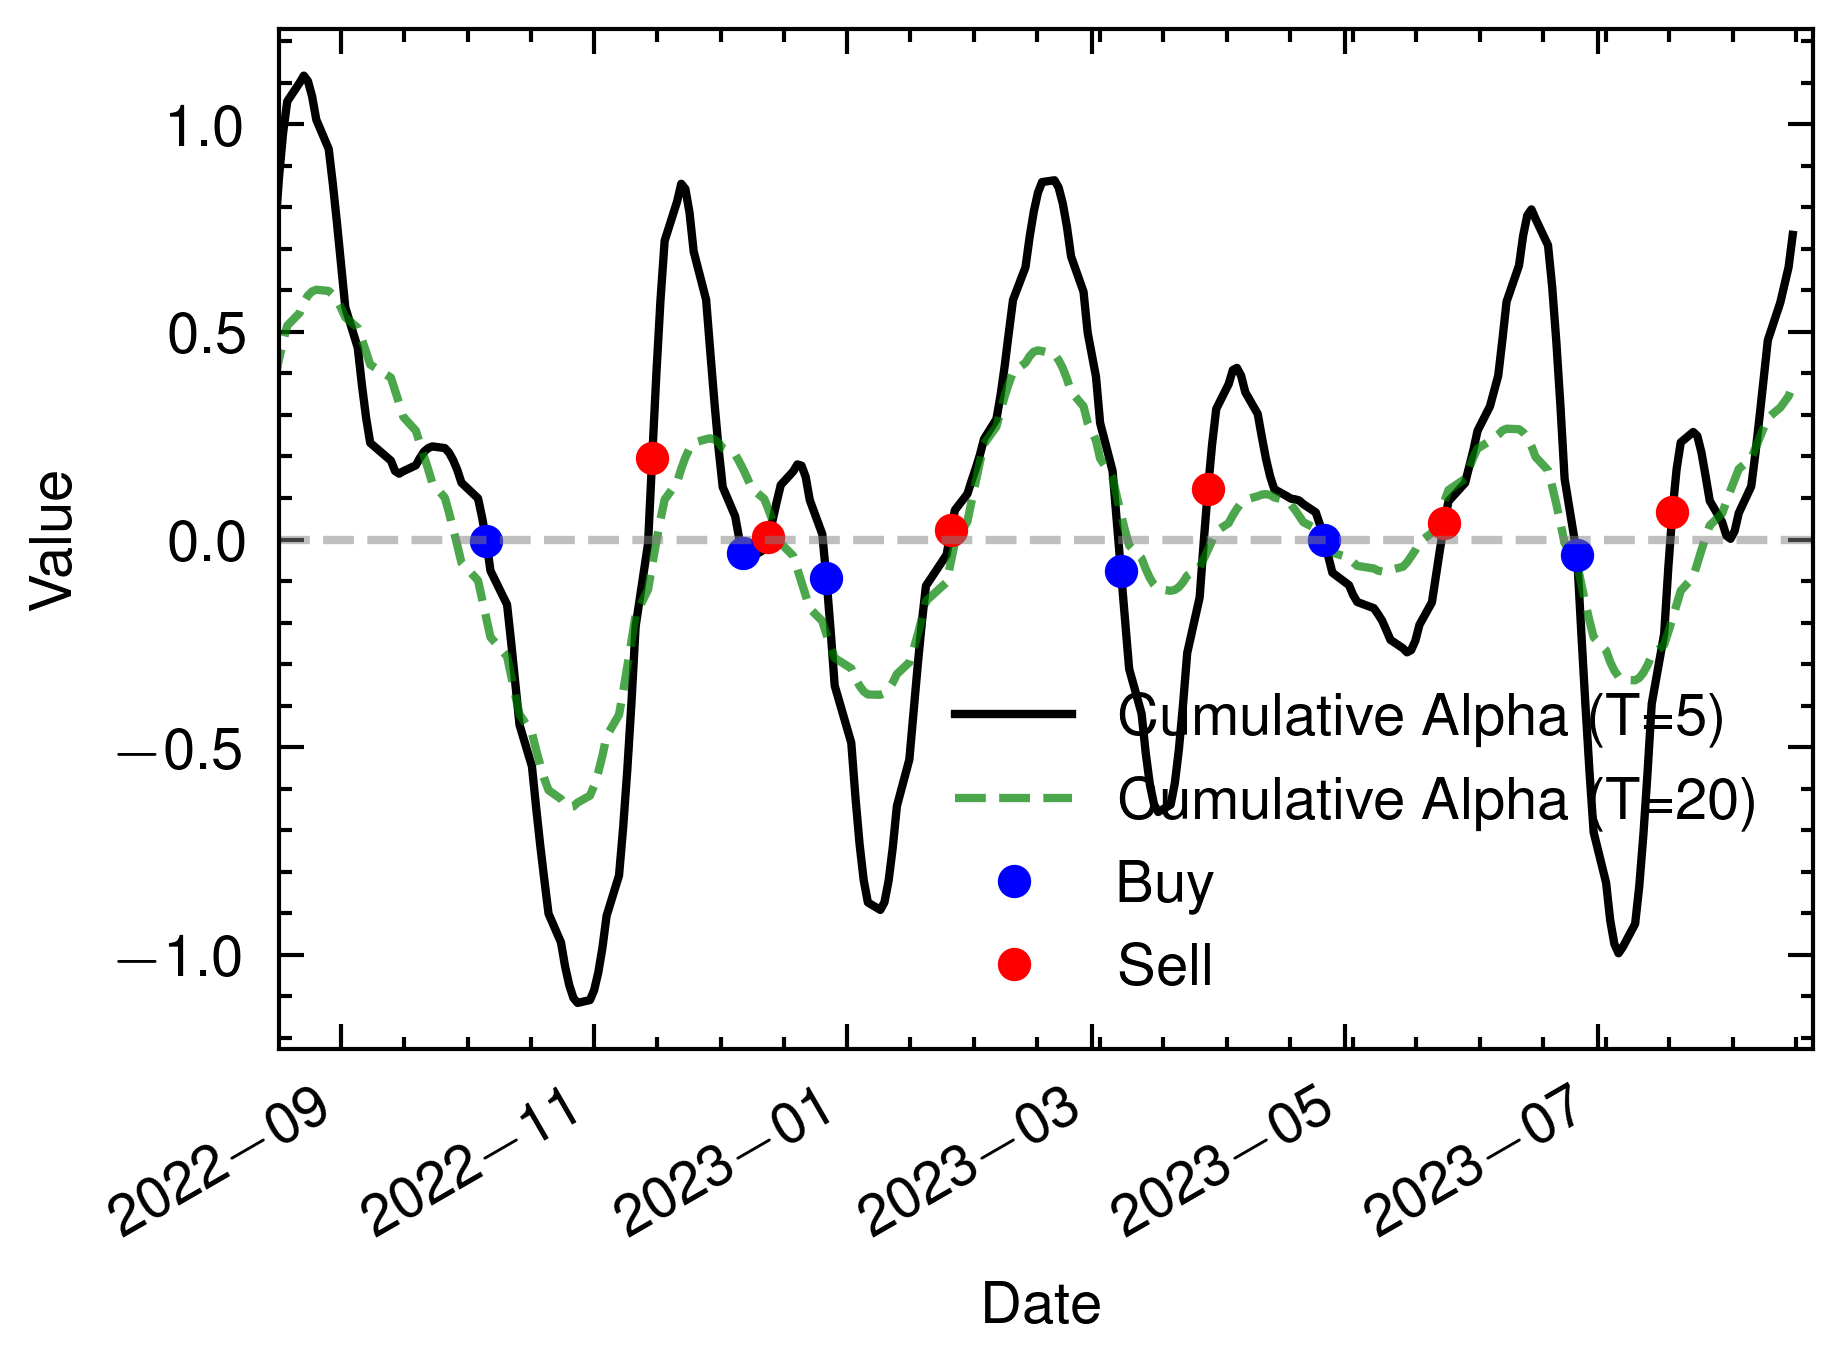 1.0
0.5
0.0
−0.5
−1.0
Value
Cumulative Alpha (T=5)
Cumulative Alpha (T=20)
Buy
Sell
2022−09
2022−11
2023−01
2023−03
2023−05
2023−07
Date